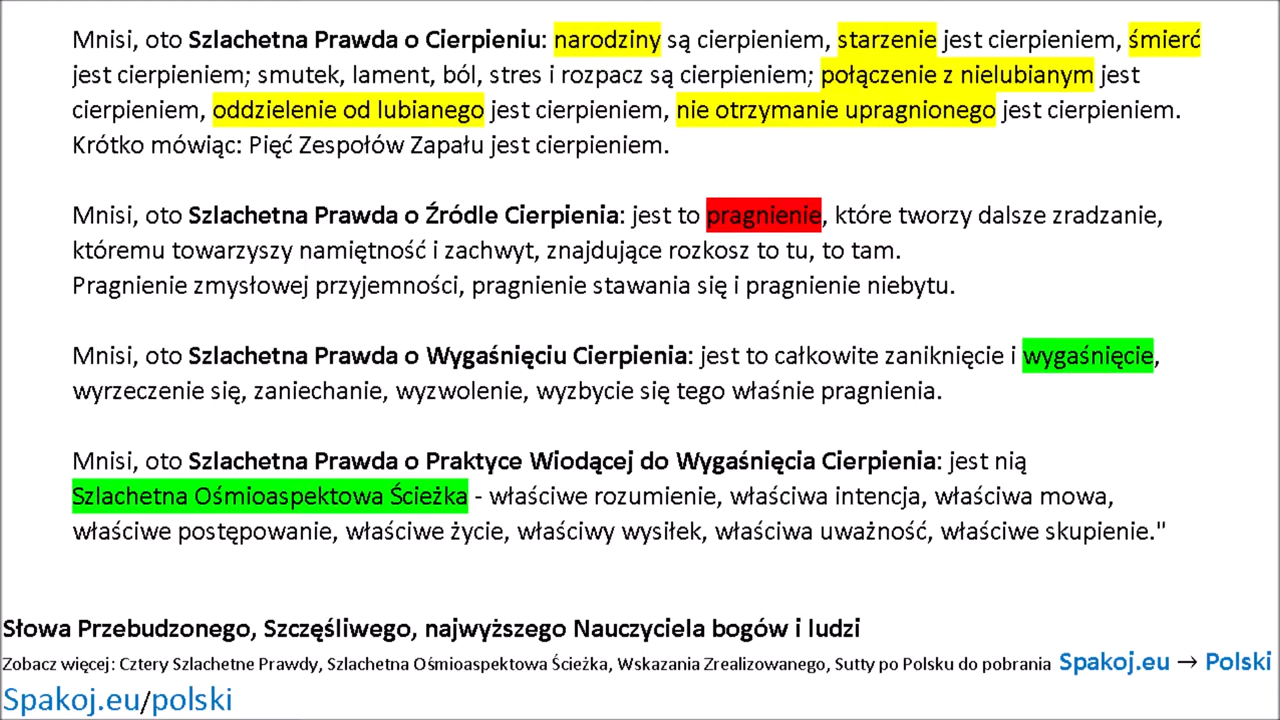 Mnisi, oto Szlachetna Prawda o Cierpieniu: narodziny są cierpieniem, starzenie jest cierpieniem, śmierć
jest cierpieniem; smutek, lament, ból, stres i rozpacz są cierpieniem; połączenie z nielubianym jest
cierpieniem, oddzielenie od lubianego jest cierpieniem, nie otrzymanie upragnionego jest cierpieniem.
Krótko mówiąc: Pięć Zespołów Zapału jest cierpieniem.
Mnisi, oto Szlachetna Prawda o Źródle Cierpienia: jest to pragnienie, które tworzy dalsze zradzanie,
któremu towarzyszy namiętność i zachwyt, znajdujące rozkosz to tu, to tam.
Pragnienie zmysłowej przyjemności, pragnienie stawania się i pragnienie niebytu.
Mnisi, oto Szlachetna Prawda o Wygaśnięciu Cierpienia: jest to całkowite zaniknięcie i wygaśnięcie,
wyrzeczenie się, zaniechanie, wyzwolenie, wyzbycie się tego właśnie pragnienia.
Mnisi, oto Szlachetna Prawda o Praktyce Wiodącej do Wygaśnięcia Cierpienia: jest nią
Szlachetna Ośmioaspektowa Ścieżka - właściwe rozumienie, właściwa intencja, właściwa mowa,
właściwe postępowanie, właściwe życie, właściwy wysiłek, właściwa uważność, właściwe skupienie."
Słowa Przebudzonego, Szczęśliwego, najwyższego Nauczyciela bogów i ludzi
Zobacz więcej: Cztery Szlachetne Prawdy, Szlachetna Ośmioaspektowa Ścieżka, Wskazania Zrealizowanego, Sutty po Polsku do pobrania Spakoj.eu → Polski
Spakoj.eu/polski